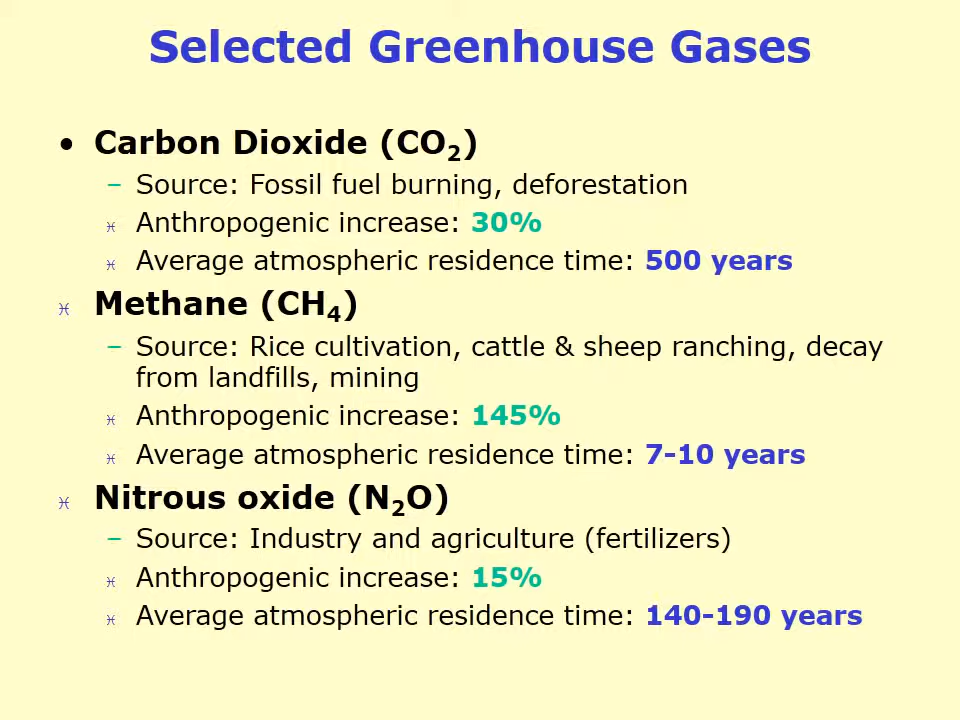 Selected Greenhouse Gases
• Carbon Dioxide (CO₂)
– Source: Fossil fuel burning, deforestation
♓ Anthropogenic increase: 30%
♓ Average atmospheric residence time: 500 years
♓ Methane (CH₄)
– Source: Rice cultivation, cattle & sheep ranching, decay
from landfills, mining
♓ Anthropogenic increase: 145%
♓ Average atmospheric residence time: 7-10 years
♓ Nitrous oxide (N₂O)
– Source: Industry and agriculture (fertilizers)
♓ Anthropogenic increase: 15%
♓ Average atmospheric residence time: 140-190 years